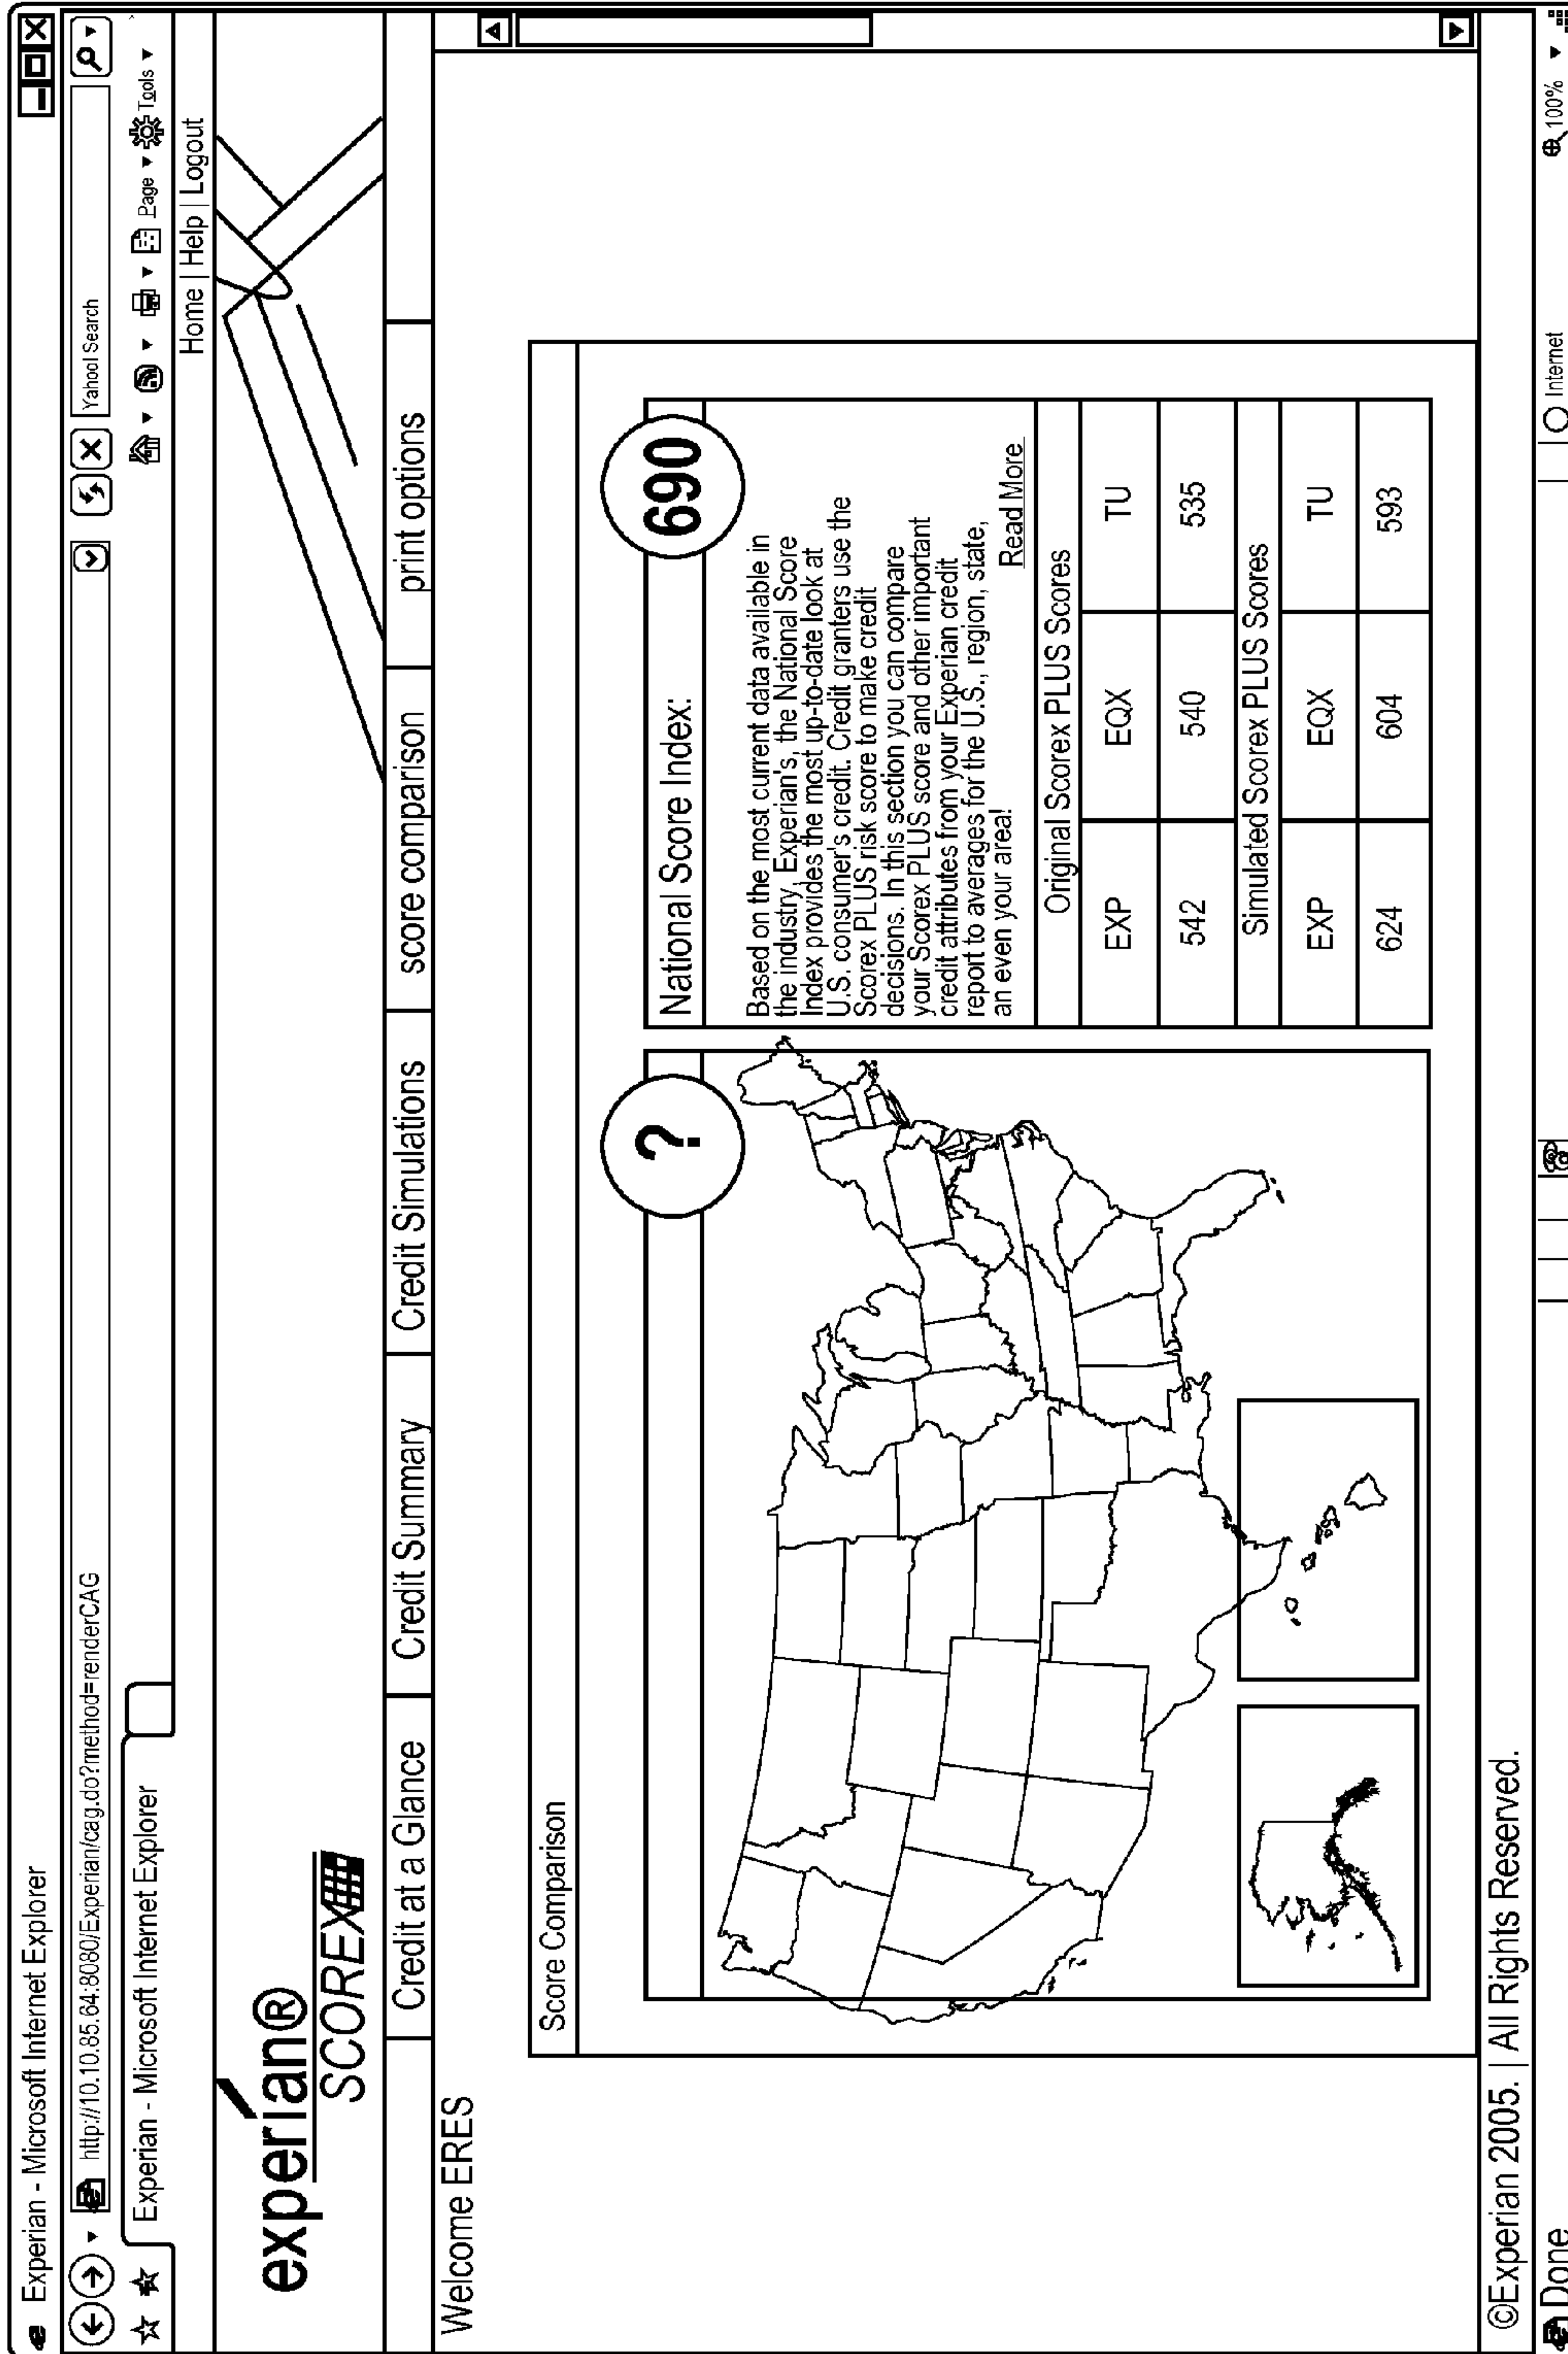 Experian - Microsoft Internet Explorer
http://10.10.85.64:8080/Experian/cag.do?method=renderCAG
Yahool Search
Experian - Microsoft Internet Explorer
Page Tools
Home | Help | Logout
experian®
SCOREX
Credit at a Glance Credit Summary Credit Simulations score comparison print options
Welcome ERES
Score Comparison
?
National Score Index: 690
Based on the most current data available in
the industry, Experian's, the National Score
Index provides the most up-to-date look at
U.S. consumer's credit. Credit granters use the
Scorex PLUS risk score to make credit
decisions. In this section you can compare
your Scorex PLUS score and other important
credit attributes from your Experian credit
report to averages for the U.S., region, state,
an even your area! Read More
Original Scorex PLUS Scores
EXP EQX TU
542 540 535
Simulated Scorex PLUS Scores
EXP EQX TU
624 604 593
©Experian 2005. | All Rights Reserved.
Done Internet 100%